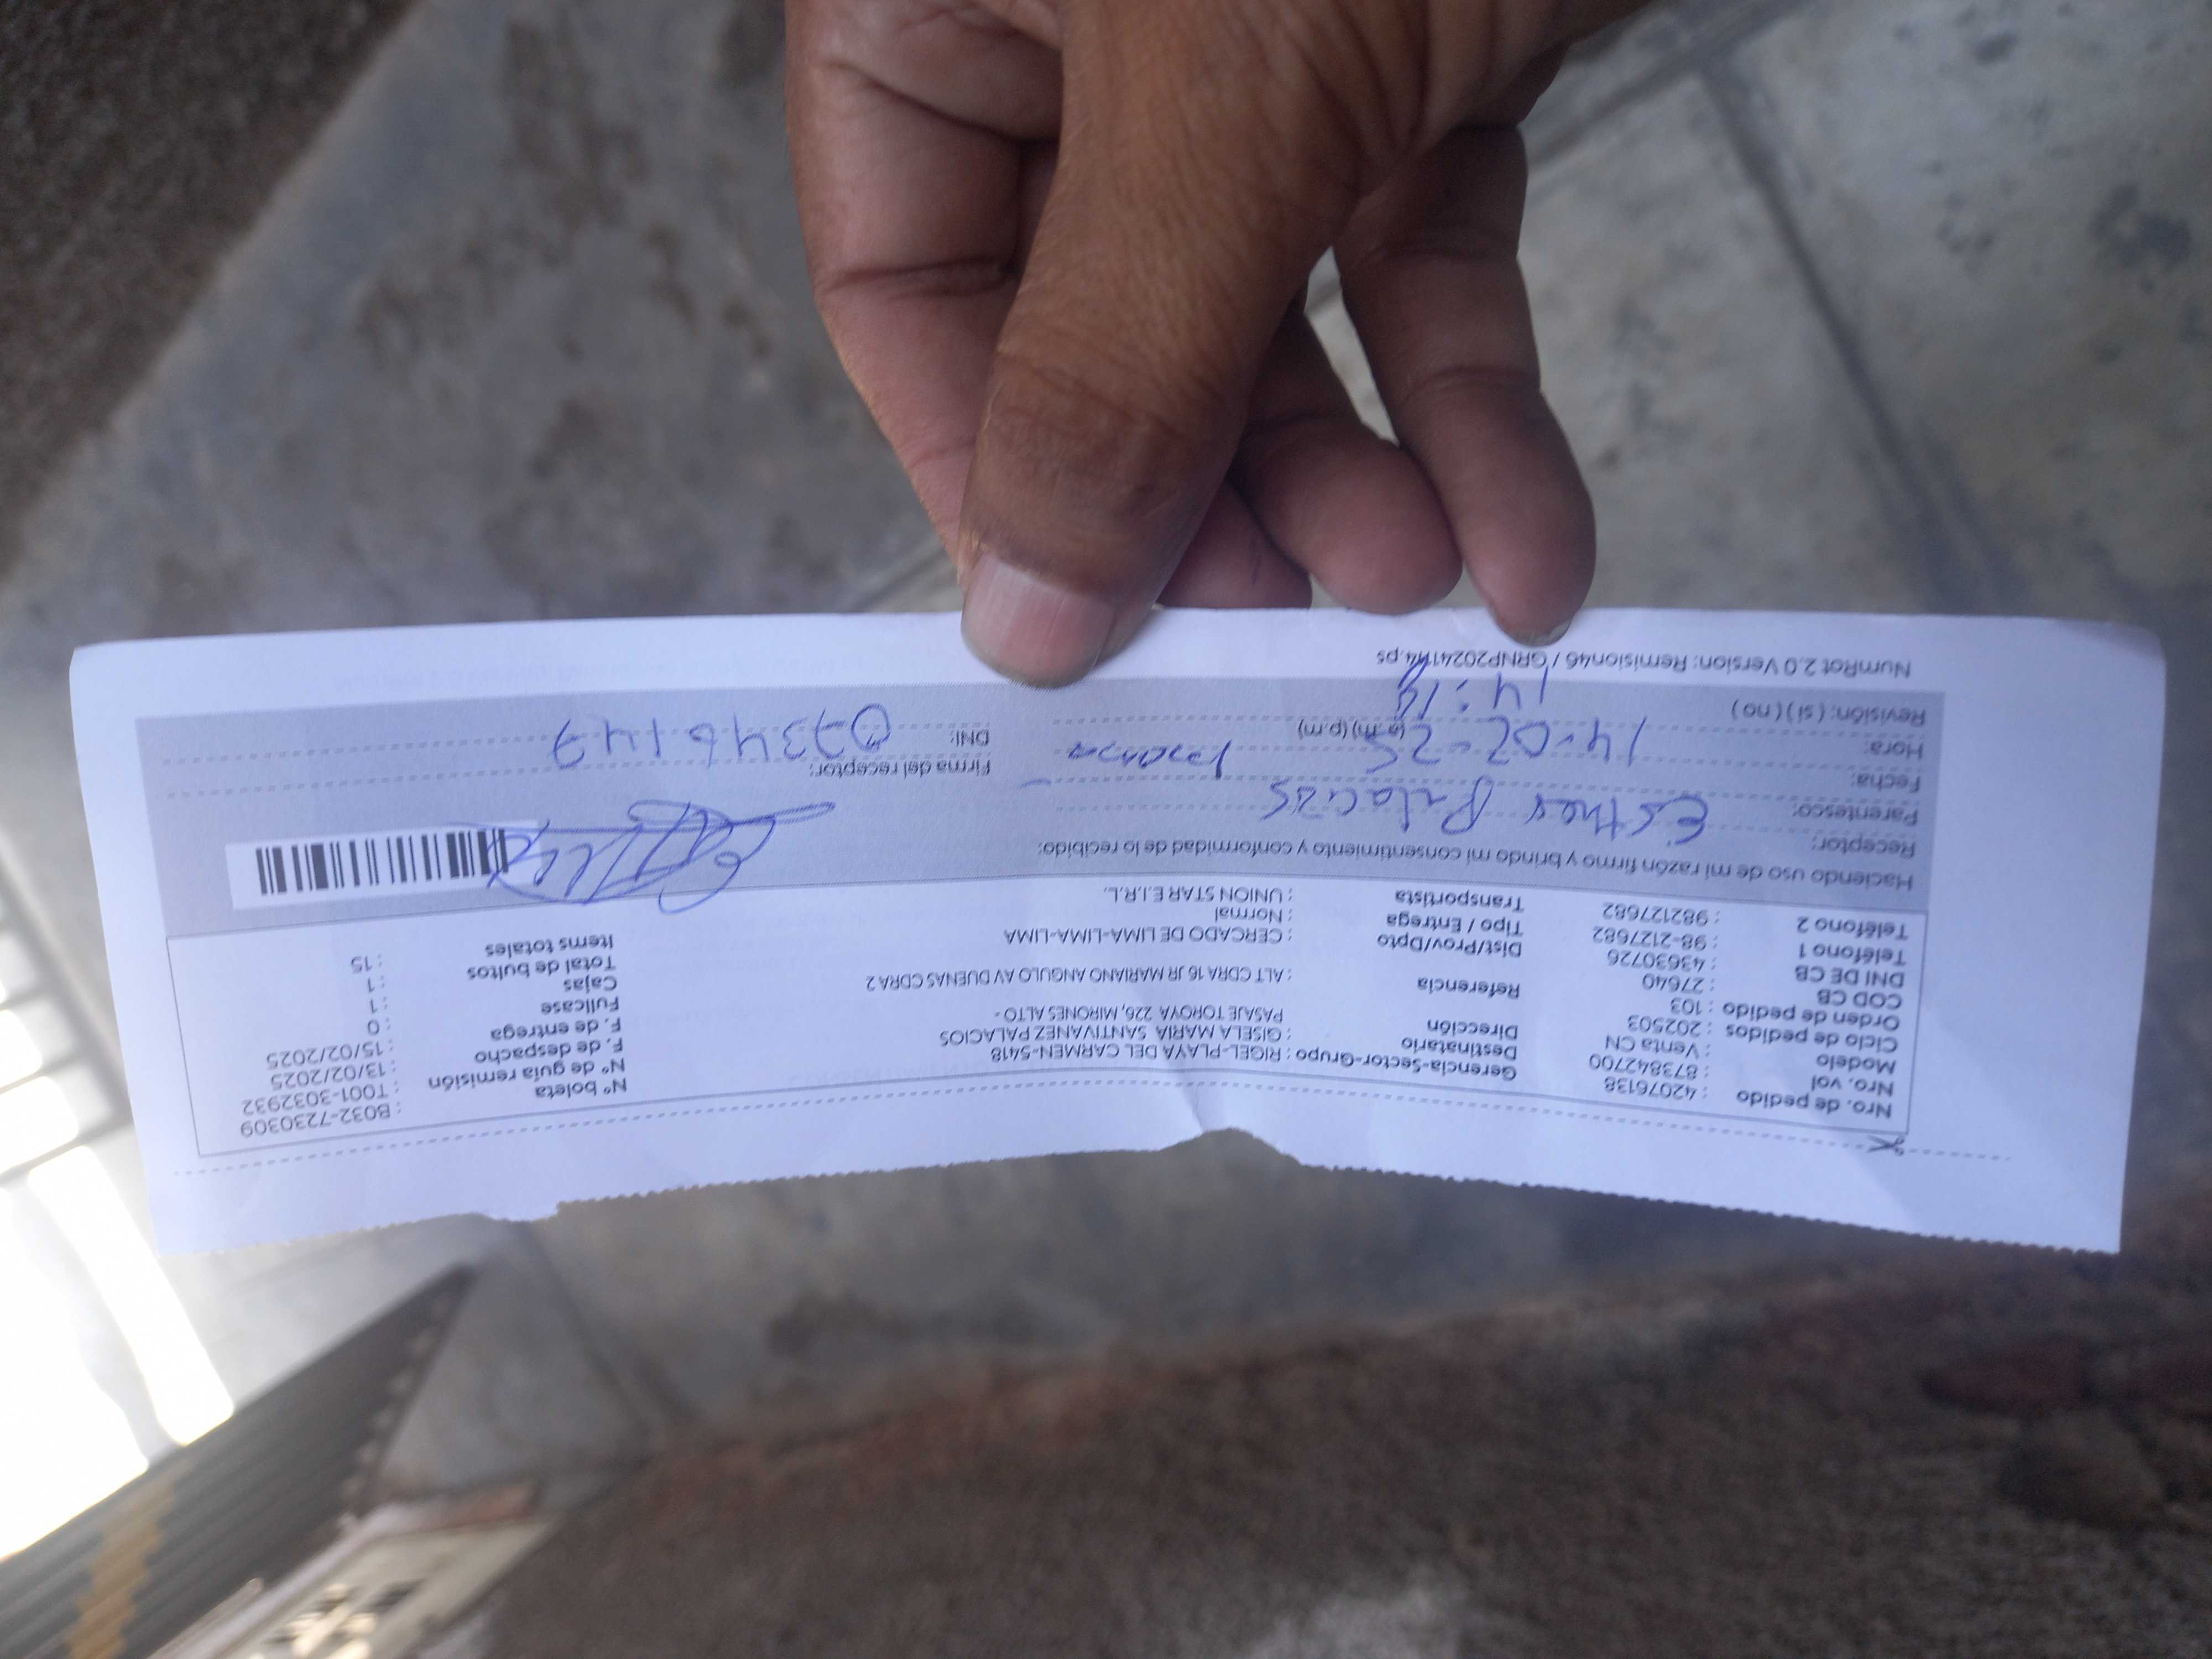 Nro. de pedido : 42076138
Nro. vol : 873842700
Modelo : Venta CN
Ciclo de pedidos : 202503
Orden de pedido : 103
COD CB : 27640
DNI DE CB : 43630726
Teléfono 1 : 98-2127682
Teléfono 2 : 982127682
Gerencia-Sector-Grupo : RIGEL-PLAYA DEL CARMEN-5418
Destinatario : GISELA MARIA SANTIVAÑEZ PALACIOS
Dirección PASAJE TOROYA 226, MIRONES ALTO -
Referencia : ALT CDRA 16 JR MARIANO ANGULO AV DUENAS CDRA 2
Dist/Prov/Dpto : CERCADO DE LIMA-LIMA-LIMA
Tipo / Entrega : Normal
Transportista : UNION STAR E.I.R.L.
N° boleta : B032-7230309
N° de guía remisión : T001-3032932
F. de despacho : 13/02/2025
F. de entrega : 15/02/2025
Fullcase : 0
Cajas : 1
Total de bultos : 1
Items totales : 15
Haciendo uso de mi razón firmo y brindo mi consentimiento y conformidad de lo recibido:
Receptor: Esther Palacios
Parentesco: mama
Fecha: 14-02-25
Hora: 14:18 (a.m) (p.m)
Revisión: ( si ) ( no )
Firma del receptor:
DNI: 07346147
NumRot 2.0 Version: Remision46 / GRNP202411
4.ps